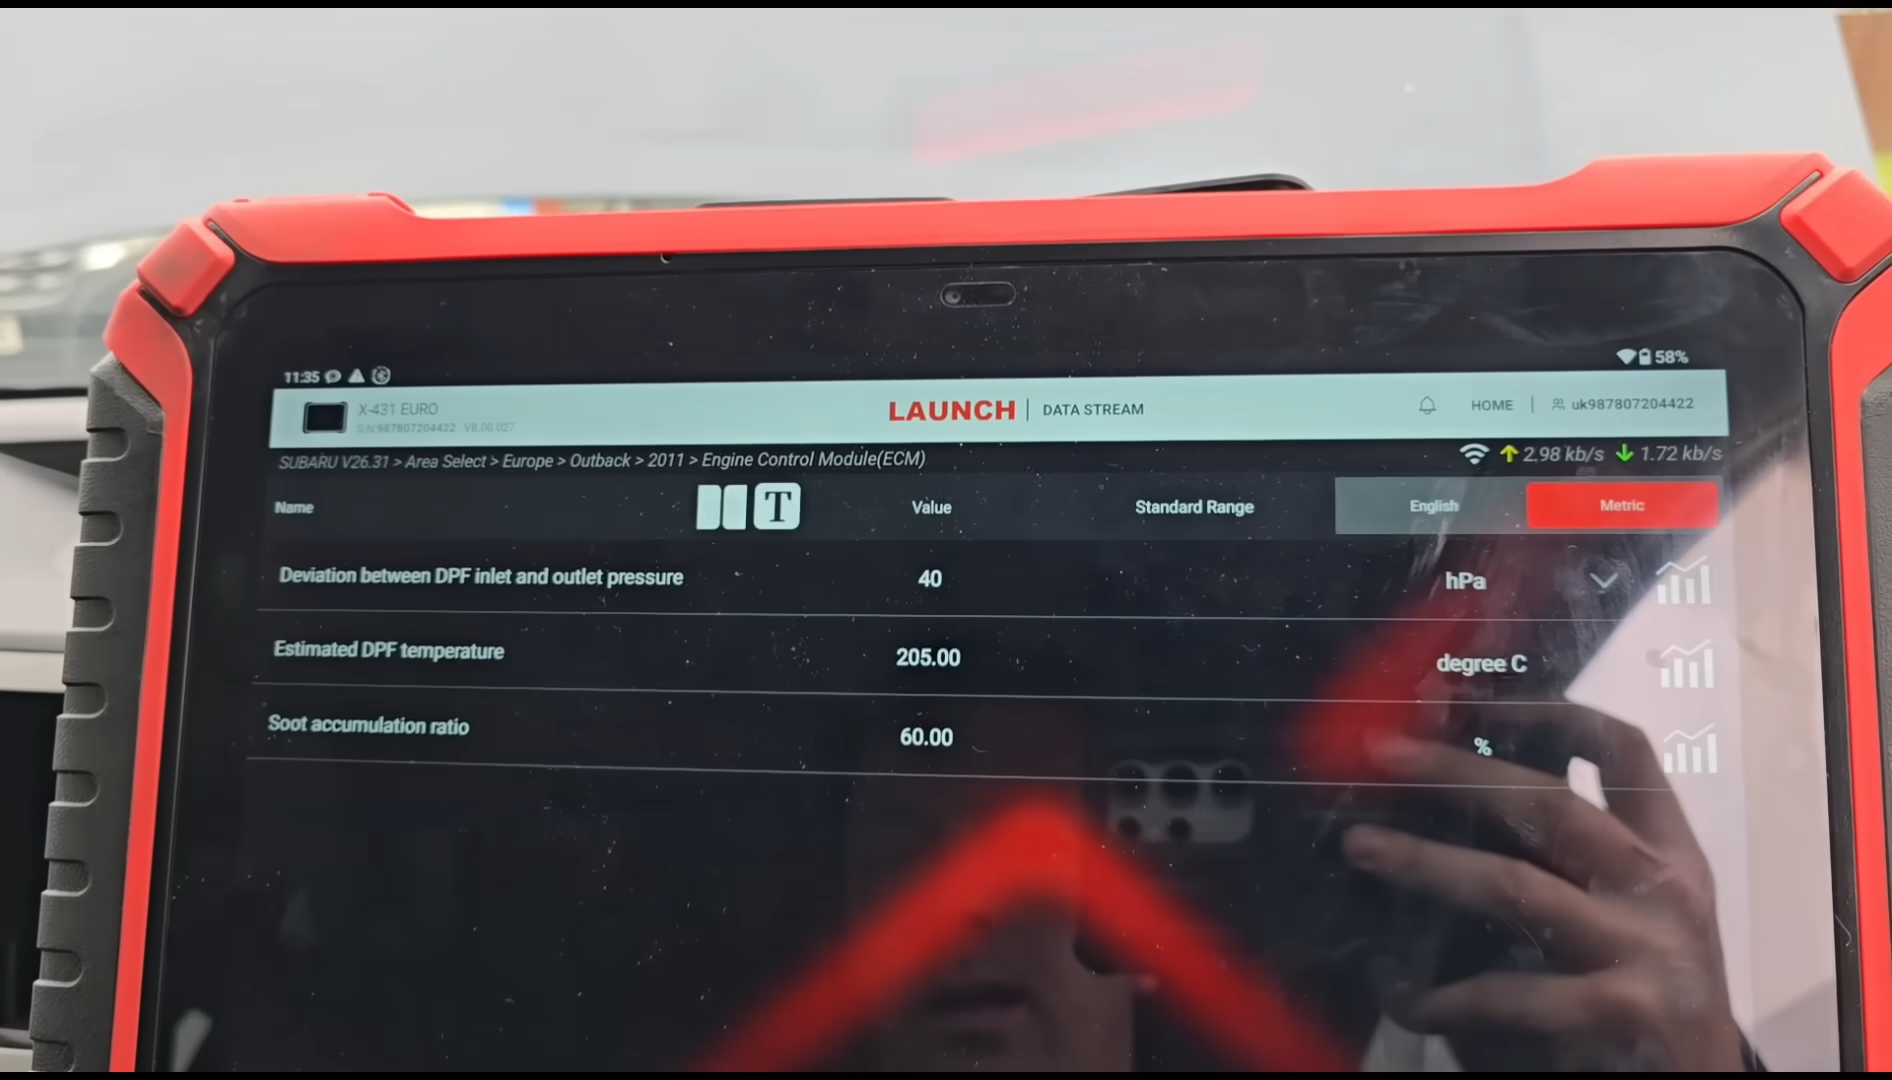 11:35
58%
X-431 EURO
S.N:987807204422 V8.00.027
LAUNCH | DATA STREAM
HOME | uk987807204422
SUBARU V26.31 > Area Select > Europe > Outback > 2011 > Engine Control Module(ECM)
2.98 kb/s 1.72 kb/s
Name T Value Standard Range English Metric
Deviation between DPF inlet and outlet pressure 40 hPa
Estimated DPF temperature 205.00 degree C
Soot accumulation ratio 60.00 %